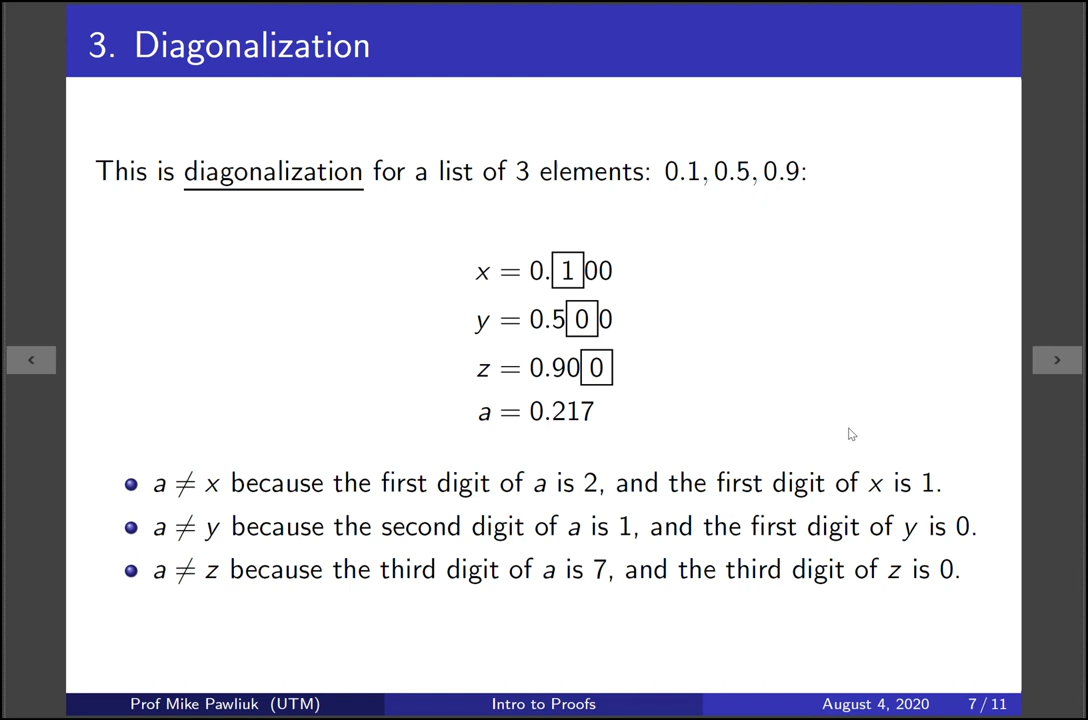 3. Diagonalization
This is diagonalization for a list of 3 elements: 0.1, 0.5, 0.9:
x = 0.100
y = 0.500
z = 0.900
a = 0.217
a ≠ x because the first digit of a is 2, and the first digit of x is 1.
a ≠ y because the second digit of a is 1, and the first digit of y is 0.
a ≠ z because the third digit of a is 7, and the third digit of z is 0.
Prof Mike Pawliuk (UTM) Intro to Proofs August 4, 2020 7 / 11